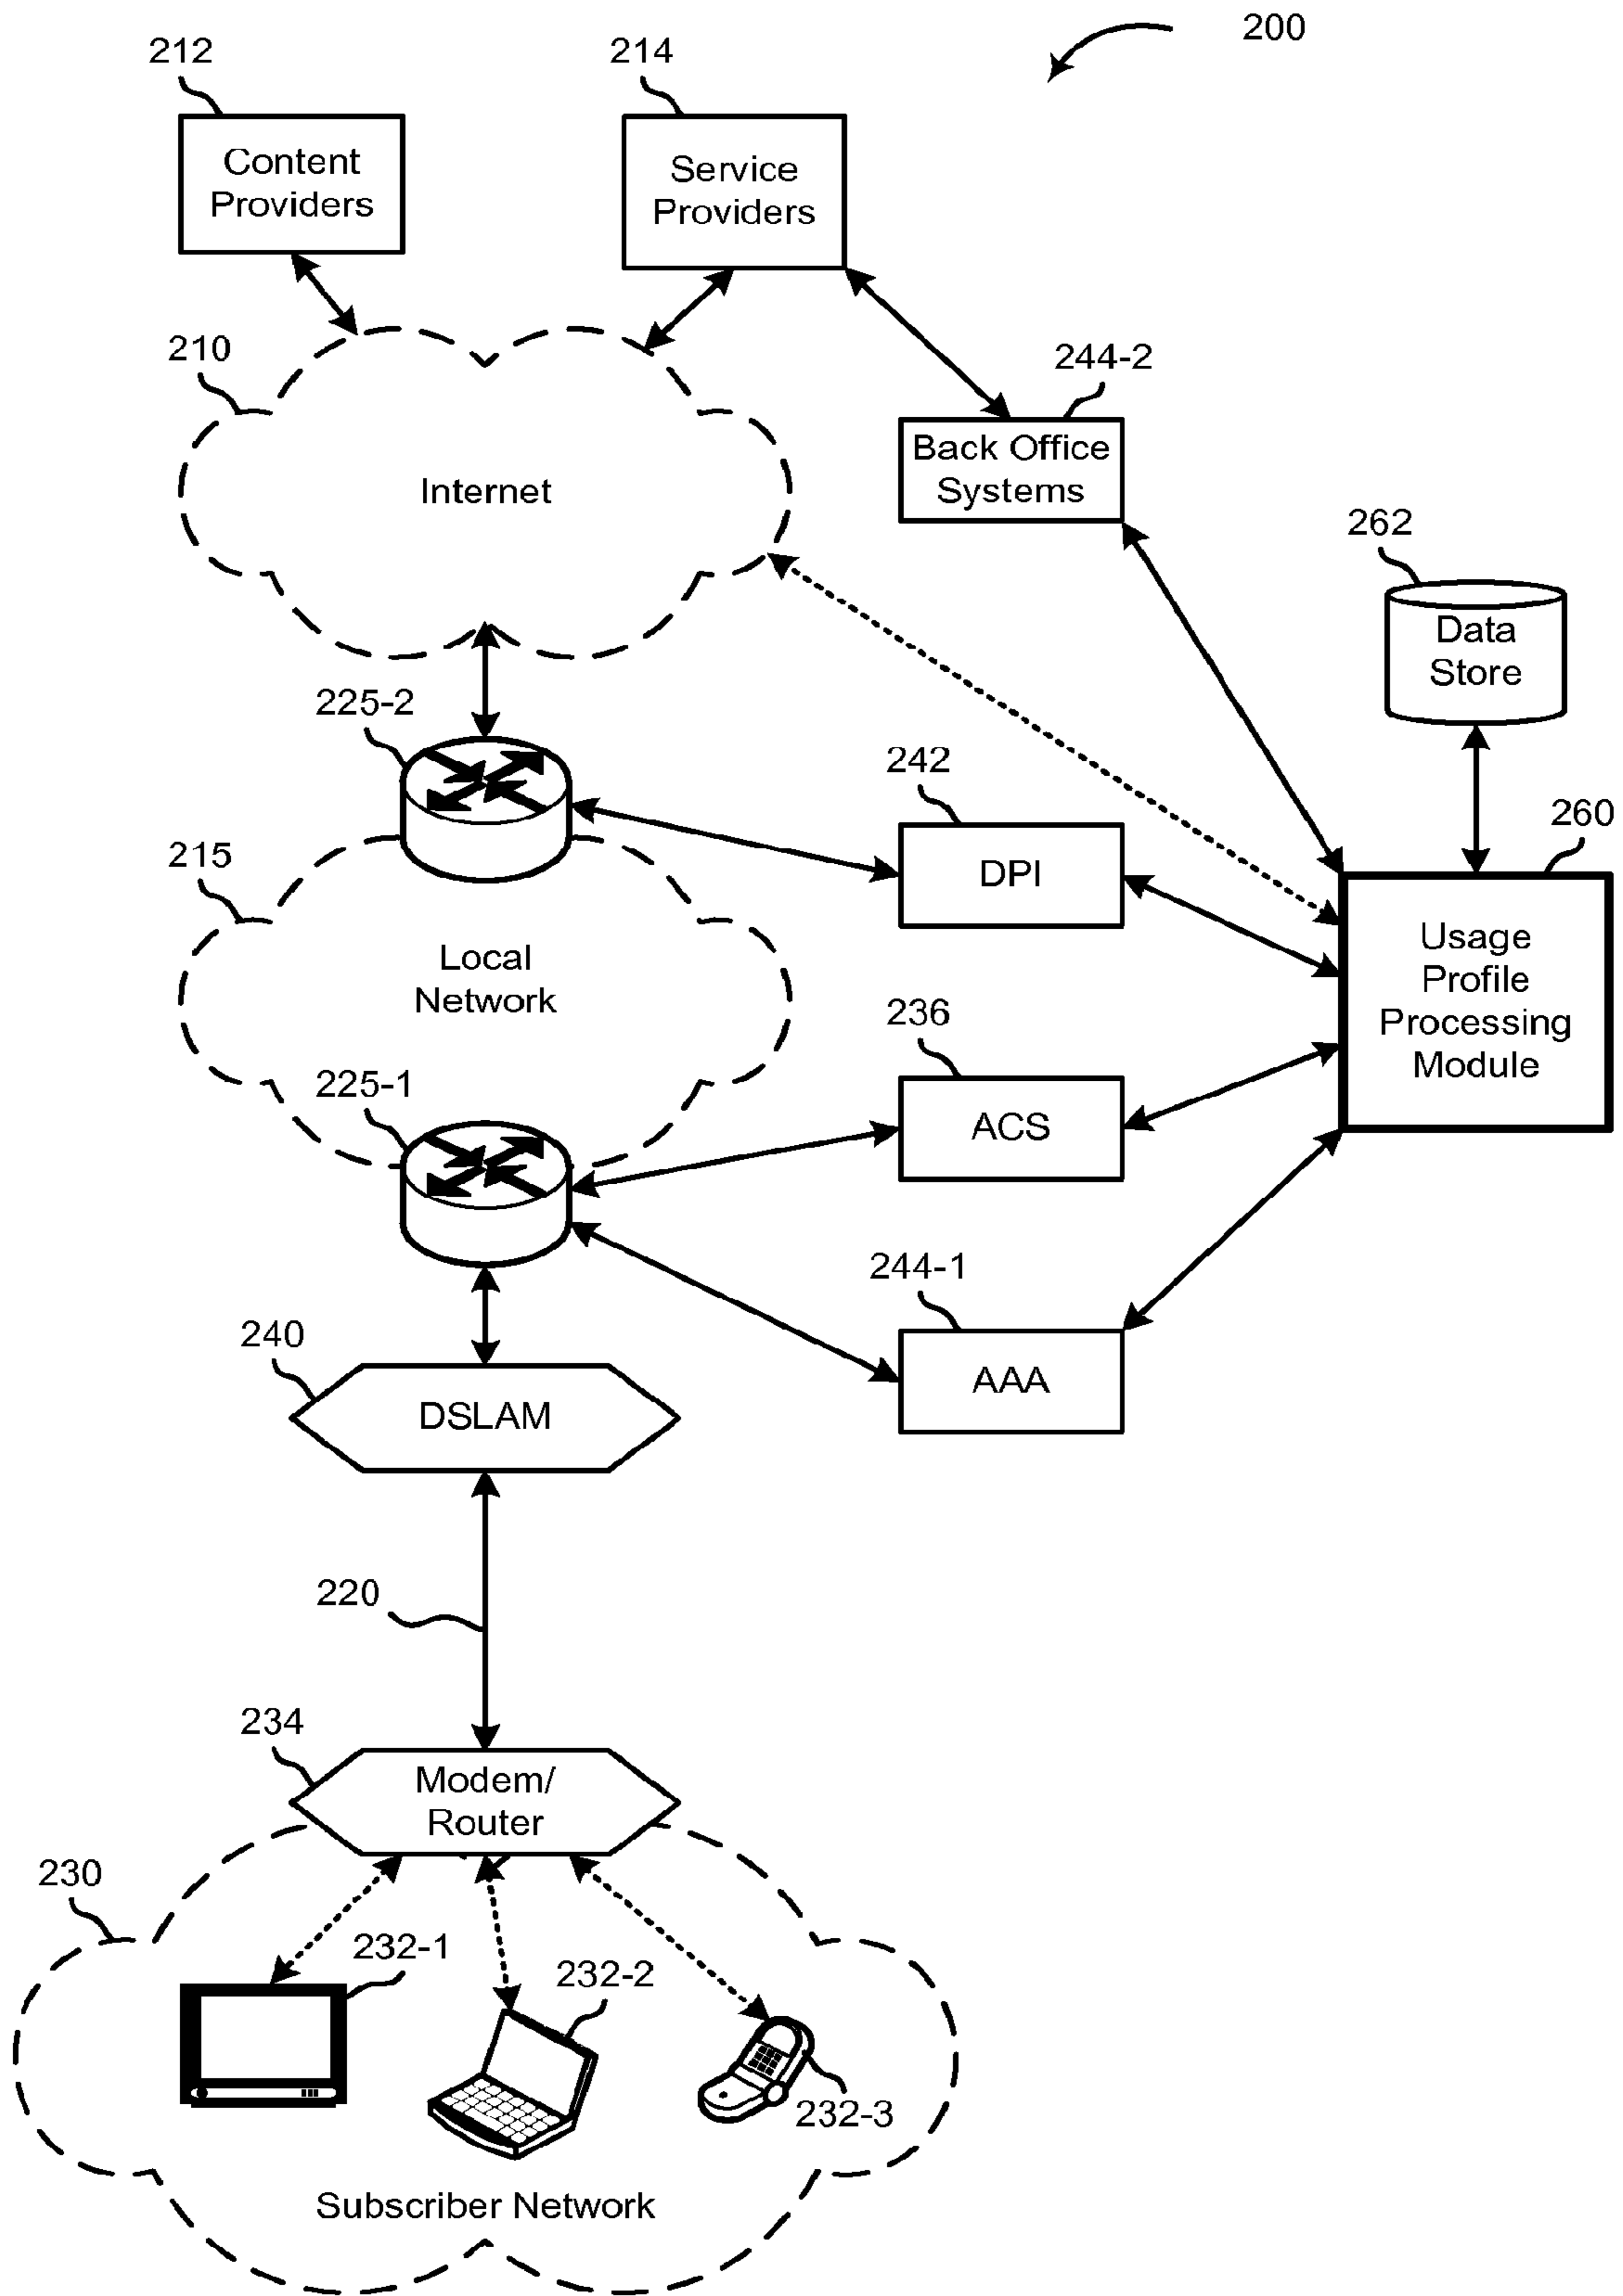 200
212
214
Content
Providers
Service
Providers
210
244-2
Internet
Back Office
Systems
262
Data
Store
225-2
242
260
215
DPI
Usage
Profile
Processing
Module
Local
Network
236
225-1
ACS
244-1
240
AAA
DSLAM
220
234
Modem/
Router
230
232-1
232-2
232-3
Subscriber Network